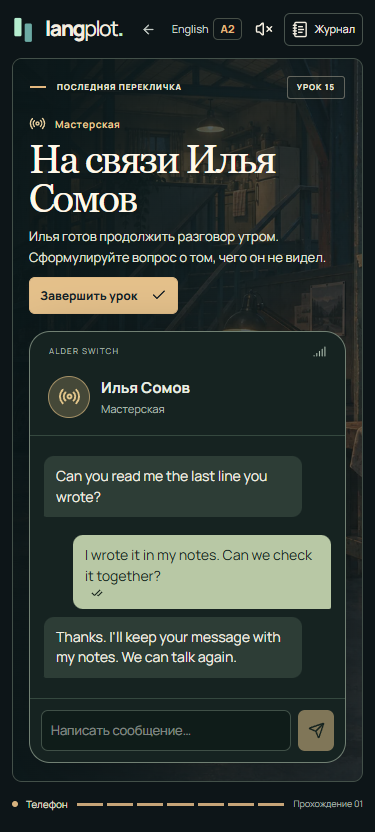 langplot.
English A2
Журнал
ПОСЛЕДНЯЯ ПЕРЕКЛИЧКА
УРОК 15
Мастерская
На связи Илья
Сомов
Илья готов продолжить разговор утром.
Сформулируйте вопрос о том, чего он не видел.
Завершить урок
ALDER SWITCH
Илья Сомов
Мастерская
Can you read me the last line you
wrote?
I wrote it in my notes. Can we check
it together?
Thanks. I'll keep your message with
my notes. We can talk again.
Написать сообщение...
Телефон
Прохождение 01